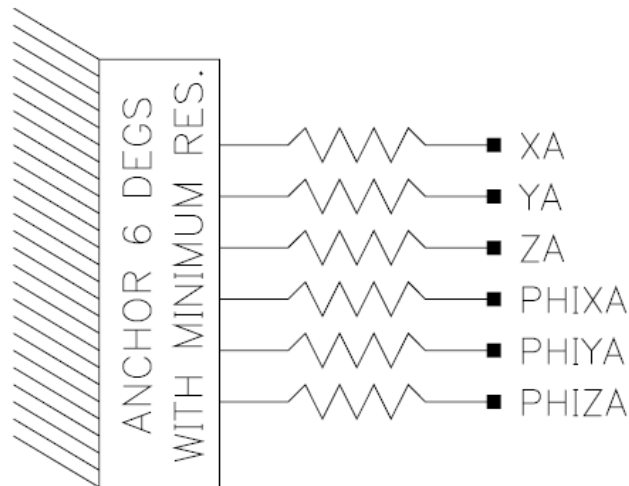 ANCHOR 6 DEGS
WITH MINIMUM RES.
XA
YA
ZA
PHIXA
PHIYA
PHIZA